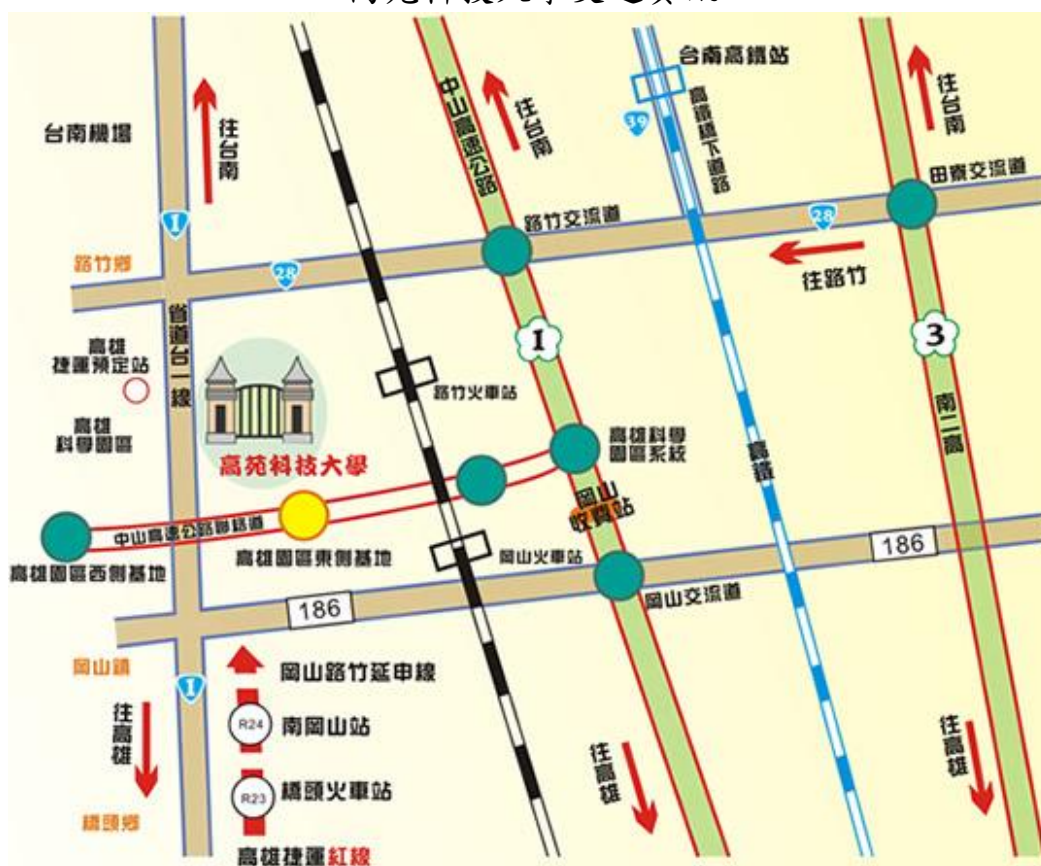 台南高鐵站
中山高速公路
往台南
高鐵橋下道路
39
往台南
台南機場
往台南
田寮交流道
1
路竹交流道
28
路竹鄉
28
往路竹
省道台一線
高雄
捷運預定站
1
3
路竹火車站
南二高
高雄
科學園區
高苑科技大學
高雄科學
園區系統
高鐵
岡山
收費站
中山高速公路聯絡道
高雄園區西側基地
高雄園區東側基地
岡山火車站
186
186
岡山交流道
岡山鎮
1
岡山路竹延申線
往高雄
R24
南岡山站
往高雄
往高雄
R23
橋頭火車站
橋頭鄉
高雄捷運紅線